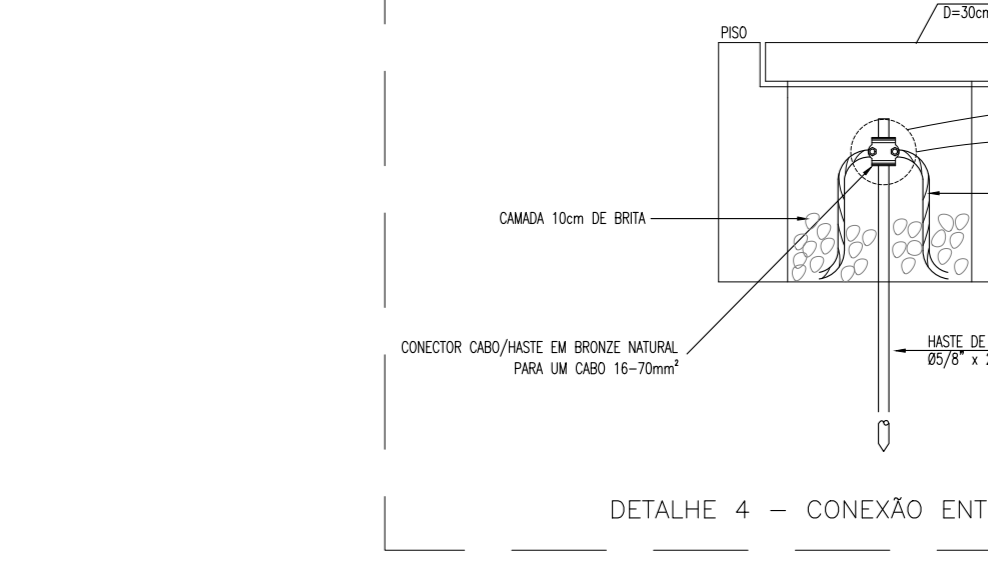 D=30cm
PISO
CAMADA 10cm DE BRITA
CONECTOR CABO/HASTE EM BRONZE NATURAL
PARA UM CABO 16-70mm²
HASTE DE
Ø5/8" x 2
DETALHE 4 - CONEXÃO ENT